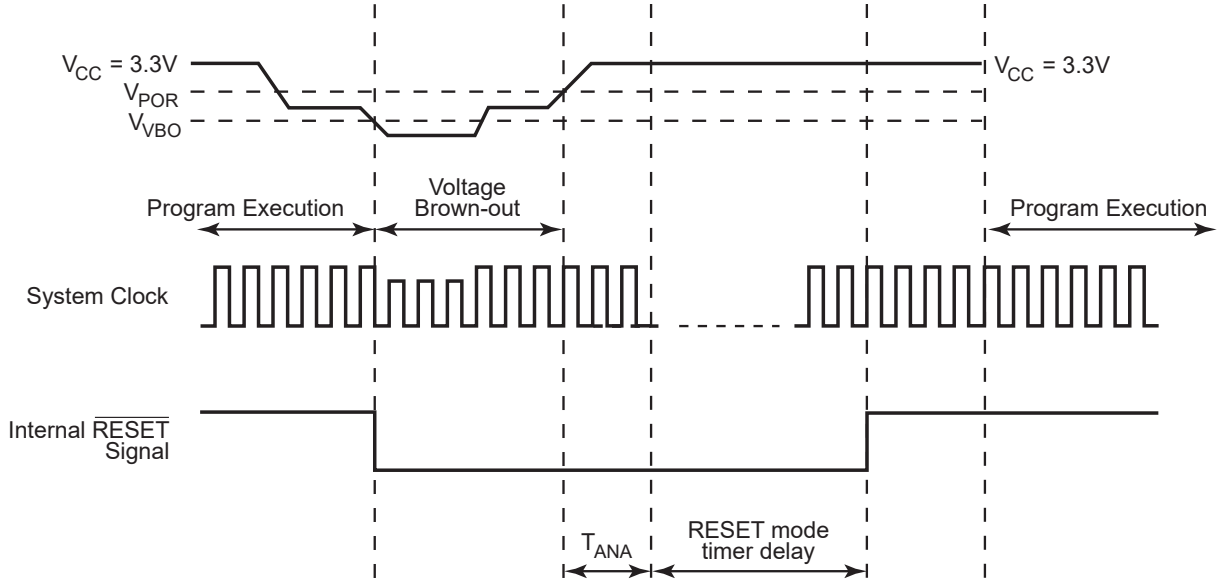 V_CC = 3.3V
V_CC = 3.3V
V_POR
V_VBO
Program Execution
Voltage
Brown-out
Program Execution
System Clock
Internal R̅E̅S̅E̅T̅
Signal
T_ANA
RESET mode
timer delay